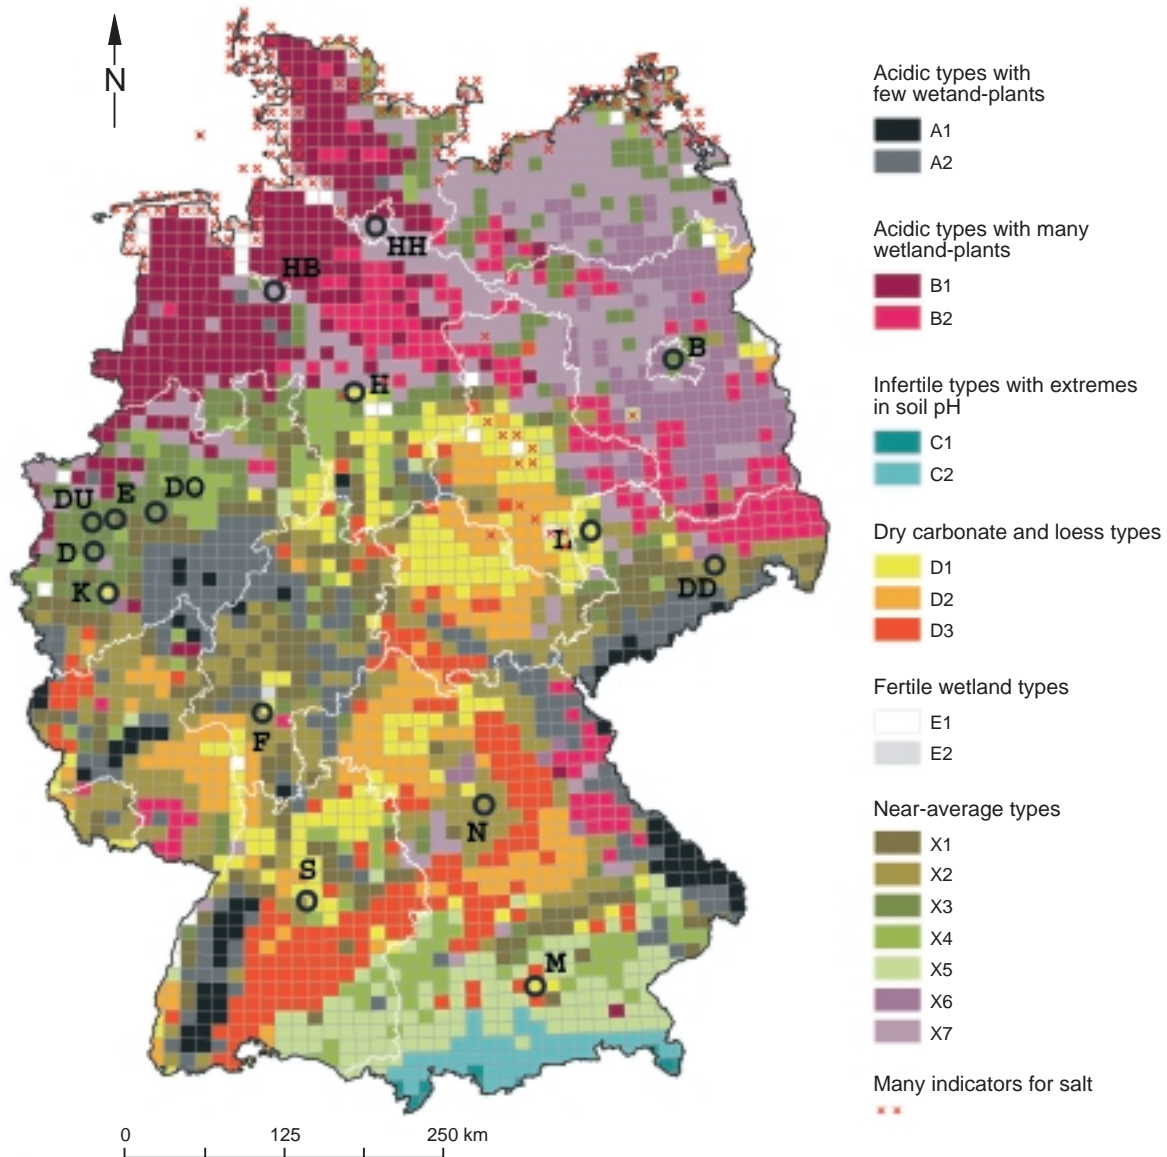 N
HH
HB
B
H
DU
E
DO
D
K
L
DD
F
N
S
M
0
125
250 km
Acidic types with
few wetand-plants
A1
A2
Acidic types with many
wetland-plants
B1
B2
Infertile types with extremes
in soil pH
C1
C2
Dry carbonate and loess types
D1
D2
D3
Fertile wetland types
E1
E2
Near-average types
X1
X2
X3
X4
X5
X6
X7
Many indicators for salt